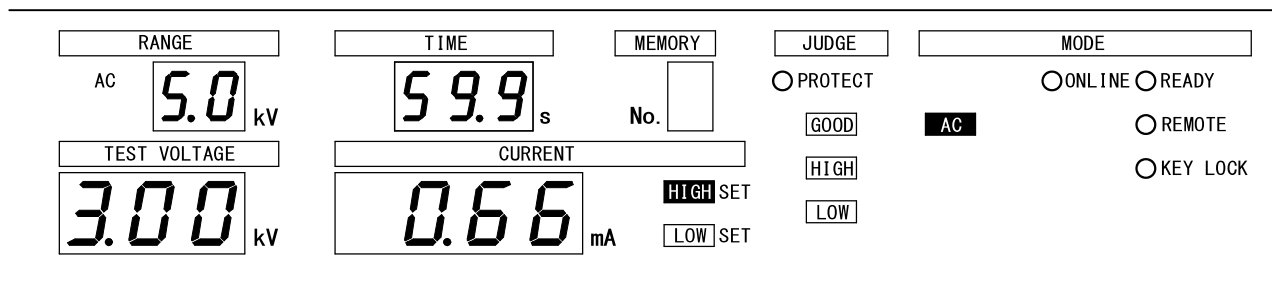 RANGE TIME MEMORY JUDGE MODE
AC 5.0 kV 59.9 s No. PROTECT ONLINE READY
GOOD AC REMOTE
TEST VOLTAGE CURRENT
HIGH KEY LOCK
3.00 kV 0.66 mA HIGH SET
LOW
LOW SET